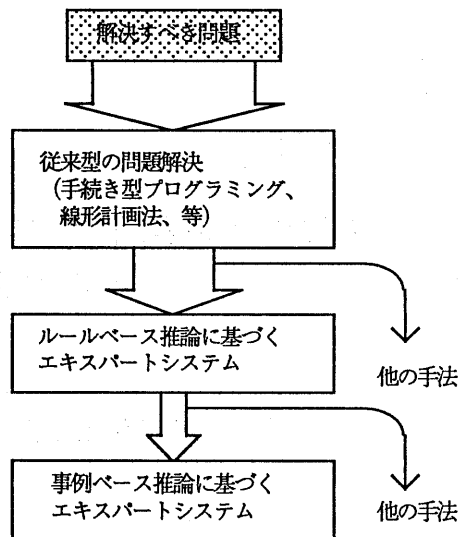 解決すべき問題
従来型の問題解決
(手続き型プログラミング、
線形計画法、等)
ルールベース推論に基づく
エキスパートシステム
他の手法
事例ベース推論に基づく
エキスパートシステム
他の手法